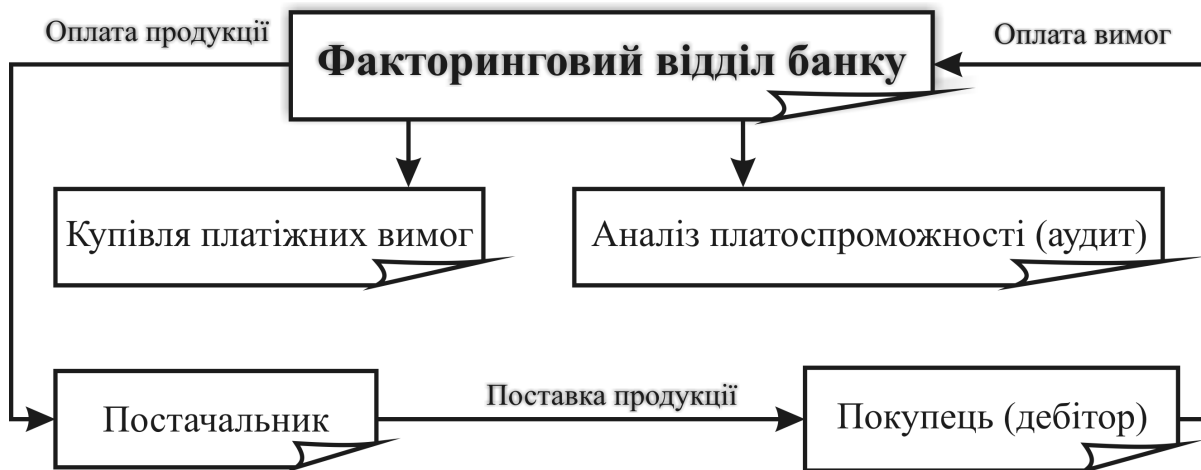 Оплата продукції
Факторинговий відділ банку
Оплата вимог
Купівля платіжних вимог
Аналіз платоспроможності (аудит)
Постачальник
Поставка продукції
Покупець (дебітор)